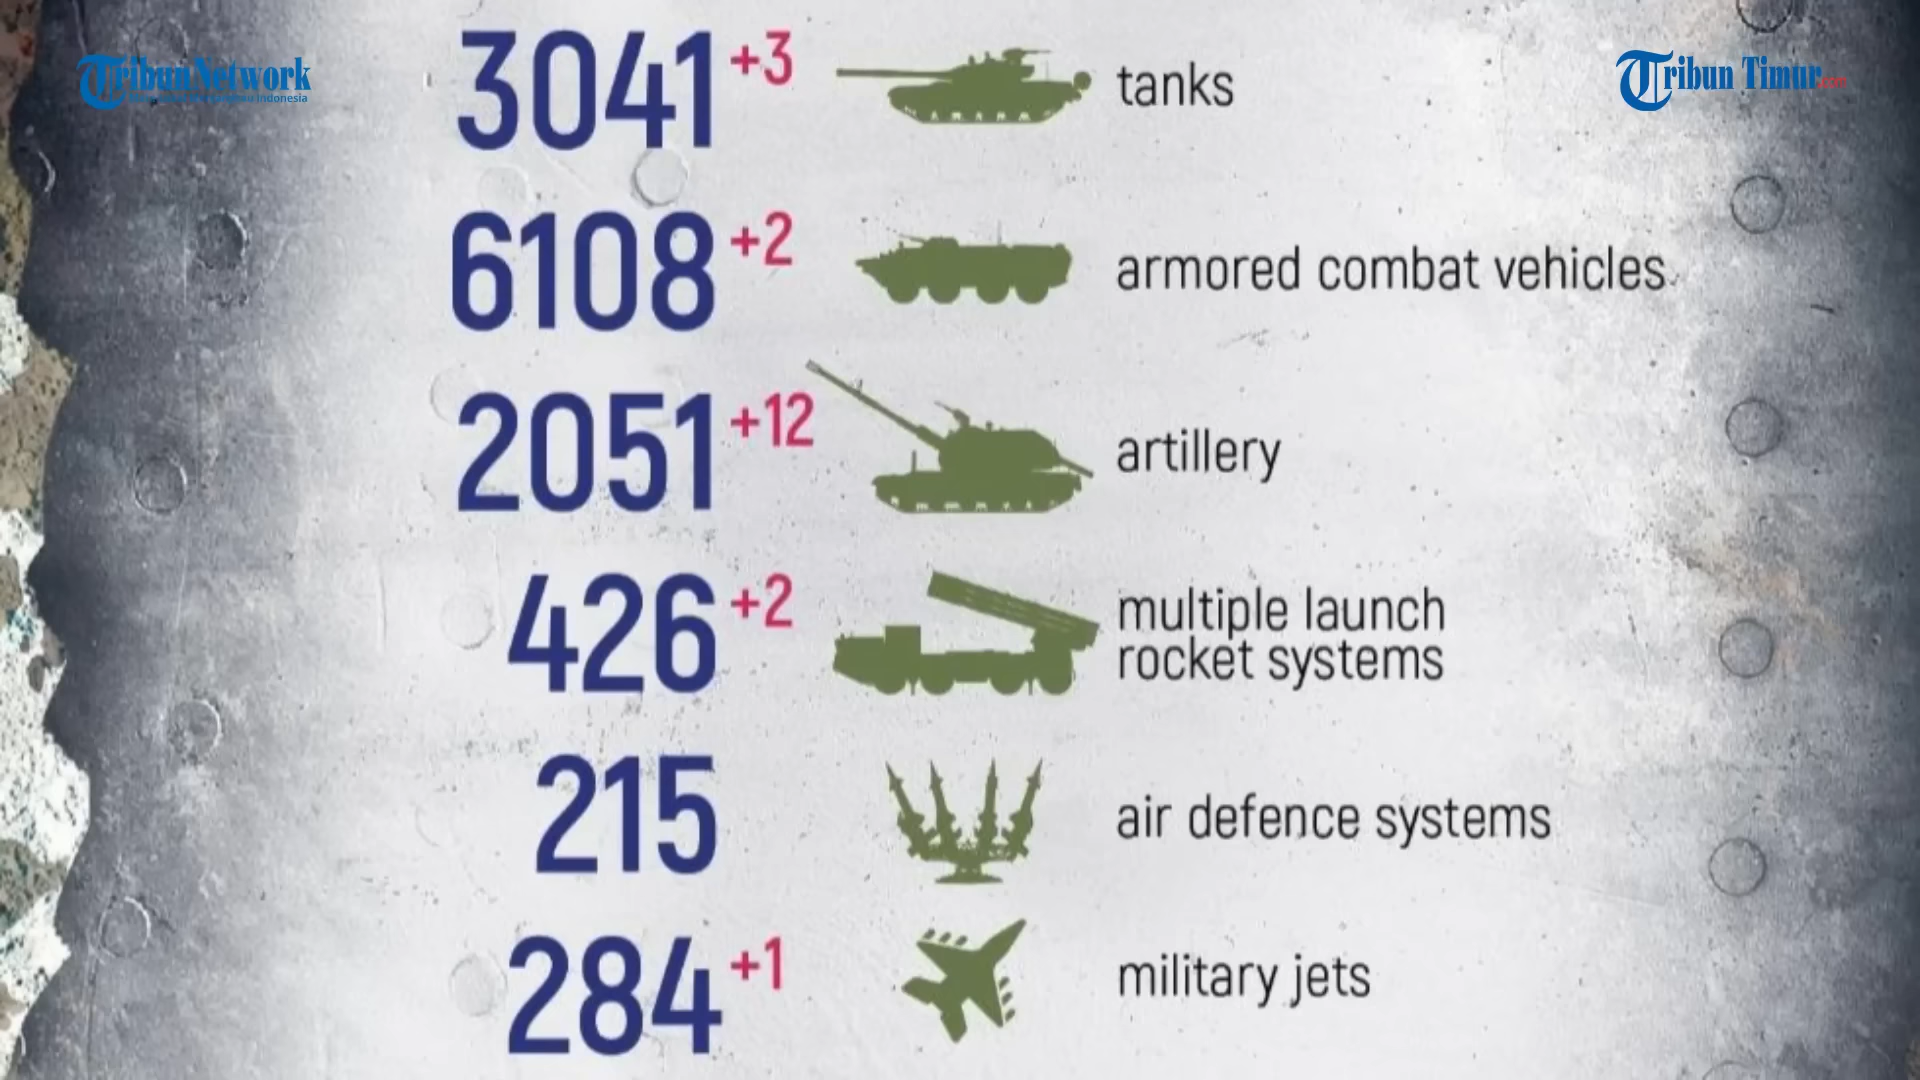 TribunNetwork
Tribun Timur.com
3041 +3 tanks
6108 +2 armored combat vehicles
2051 +12 artillery
426 +2 multiple launch
rocket systems
215 air defence systems
284 +1 military jets